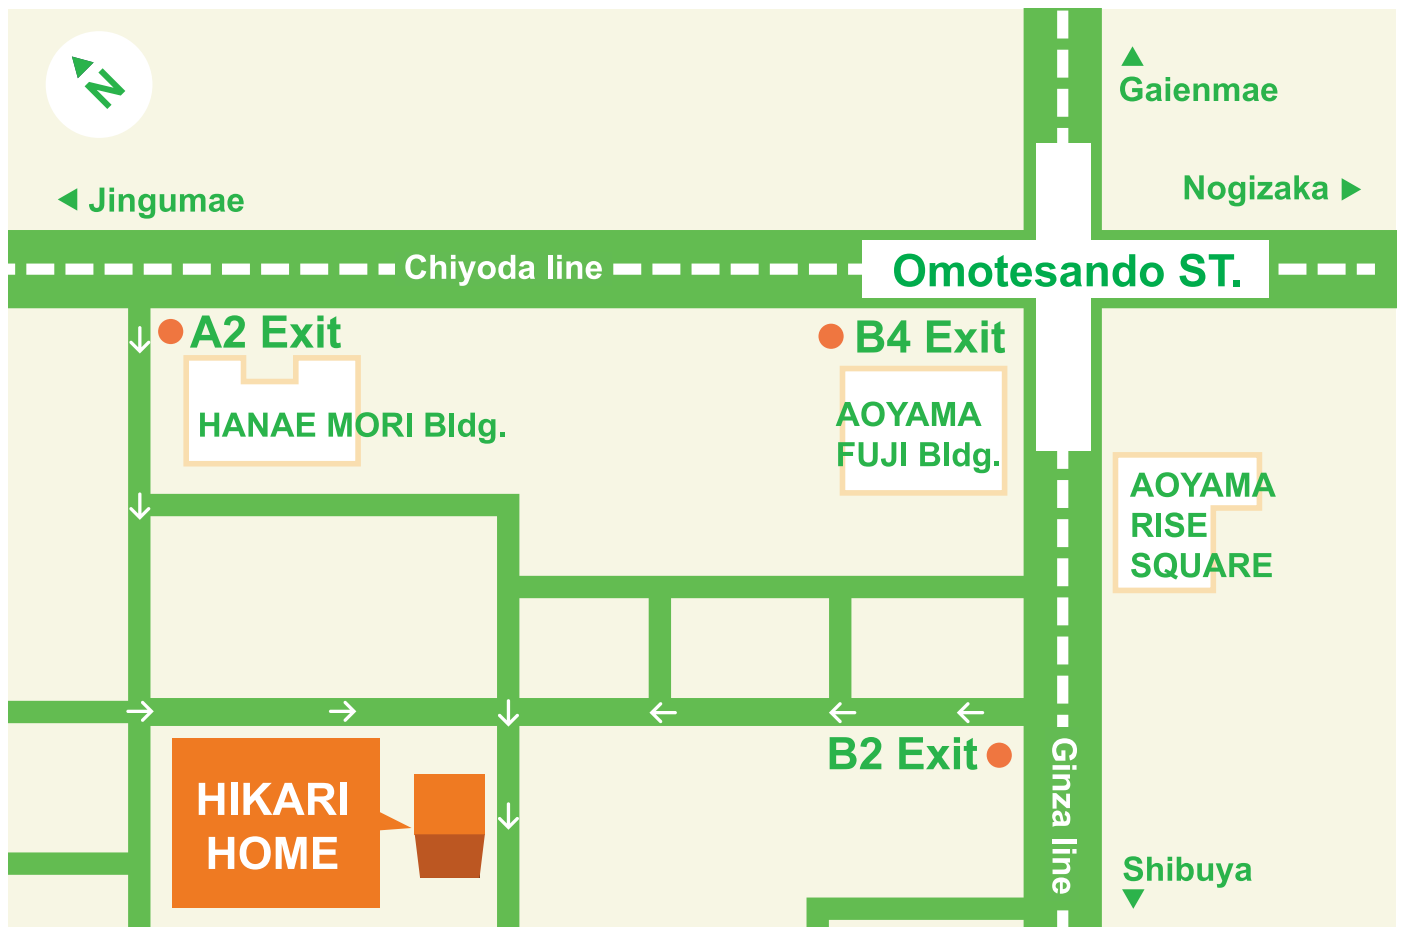 N
Gaienmae
Nogizaka
Jingumae
Chiyoda line
Omotesando ST.
A2 Exit
B4 Exit
HANAE MORI Bldg.
AOYAMA
FUJI Bldg.
AOYAMA
RISE
SQUARE
B2 Exit
Ginza line
HIKARI
HOME
Shibuya